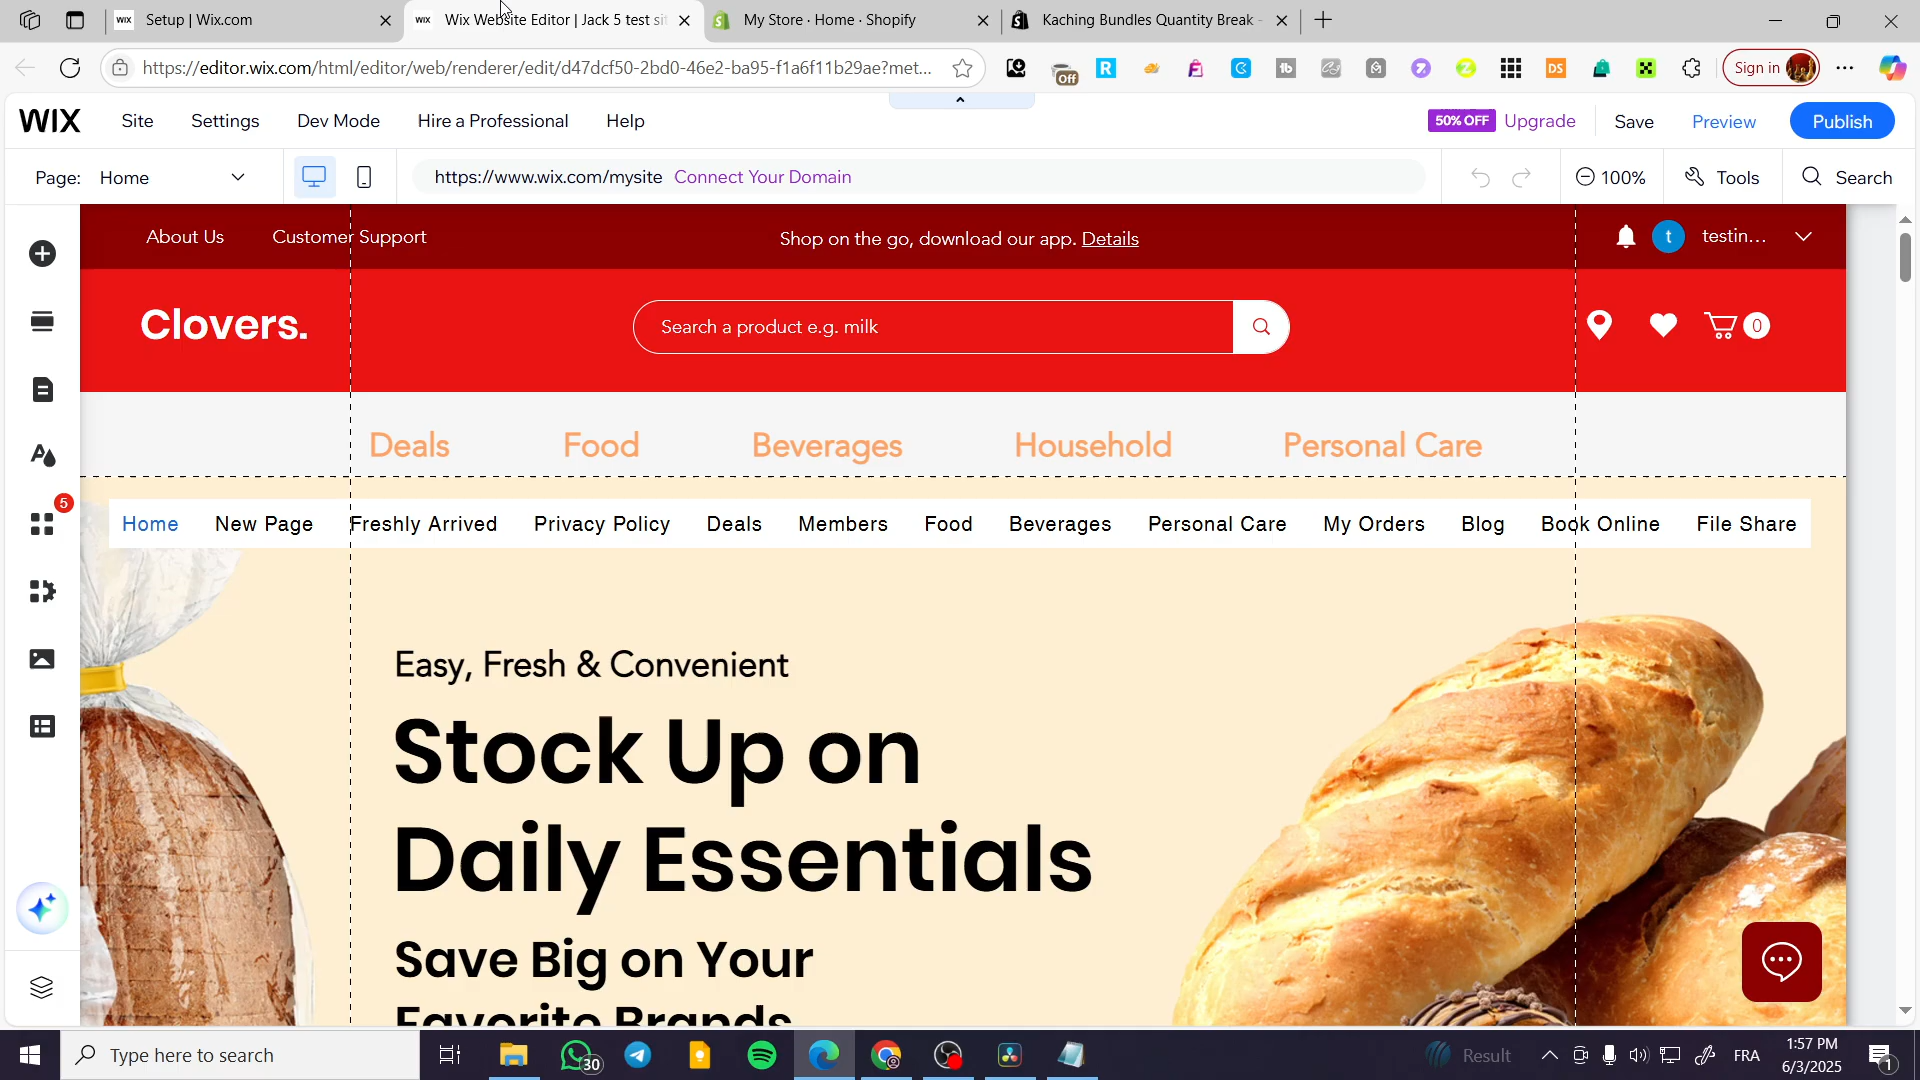 Setup | Wix.com
Wix Website Editor | Jack 5 test sit
My Store · Home · Shopify
Kaching Bundles Quantity Break -
https://editor.wix.com/html/editor/web/renderer/edit/d47dcf50-2bd0-46e2-ba95-f1a6f11b29ae?met...
Off
Sign in
WIX
Site
Settings
Dev Mode
Hire a Professional
Help
50% OFF
Upgrade
Save
Preview
Publish
Page: Home
https://www.wix.com/mysite Connect Your Domain
100%
Tools
Search
About Us
Customer Support
Shop on the go, download our app. Details
t
testin...
Clovers.
Search a product e.g. milk
0
Deals
Food
Beverages
Household
Personal Care
5
Home
New Page
Freshly Arrived
Privacy Policy
Deals
Members
Food
Beverages
Personal Care
My Orders
Blog
Book Online
File Share
Easy, Fresh & Convenient
Stock Up on
Daily Essentials
Save Big on Your
Favorite Brands
Type here to search
30
Result
FRA
1:57 PM
6/3/2025
1